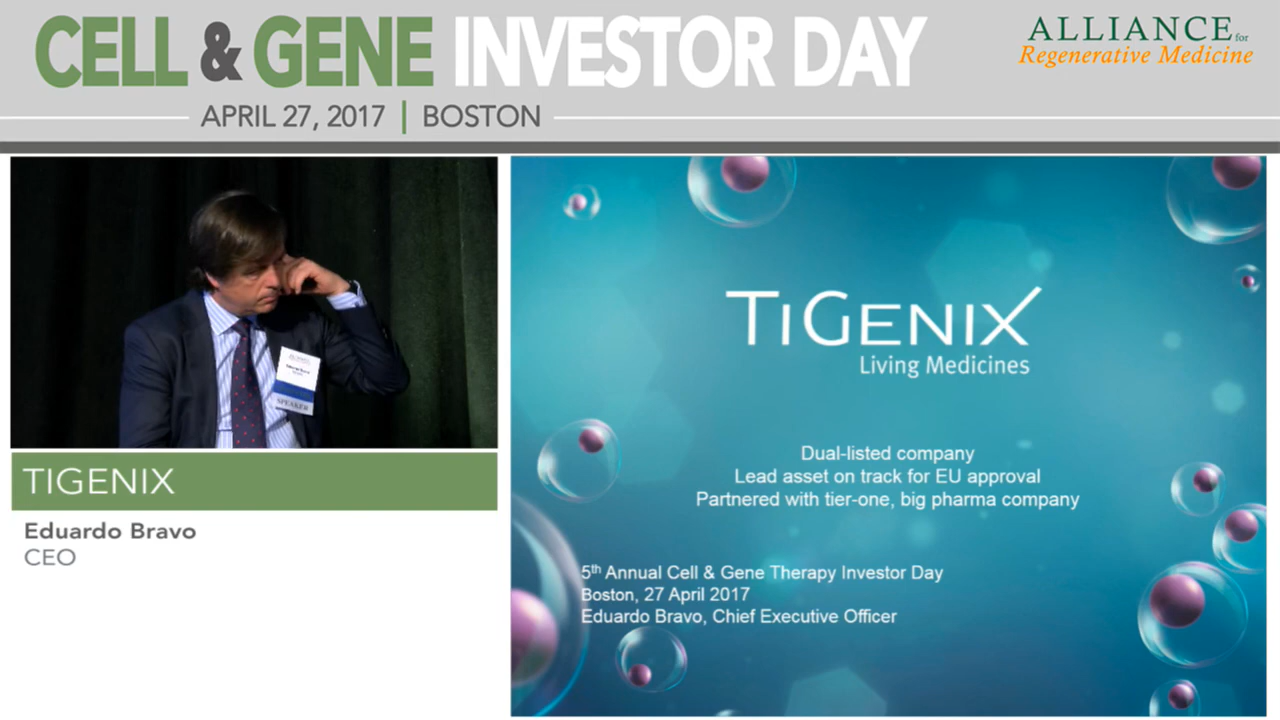 CELL & GENE INVESTOR DAY
APRIL 27, 2017 | BOSTON
ALLIANCE for
Regenerative Medicine
SPEAKER
TIGENIX
Eduardo Bravo
CEO
TIGENIX
Living Medicines
Dual-listed company
Lead asset on track for EU approval
Partnered with tier-one, big pharma company
5th Annual Cell & Gene Therapy Investor Day
Boston, 27 April 2017
Eduardo Bravo, Chief Executive Officer